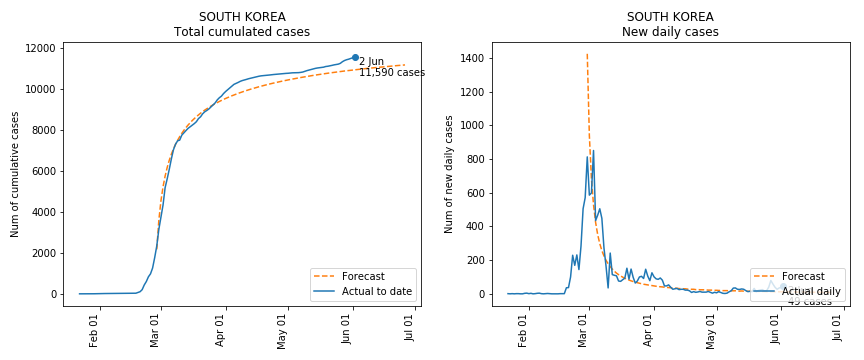 SOUTH KOREA
Total cumulated cases
Num of cumulative cases
12000
10000
8000
6000
4000
2000
0
2 Jun
11,590 cases
Forecast
Actual to date
Feb 01
Mar 01
Apr 01
May 01
Jun 01
Jul 01
SOUTH KOREA
New daily cases
Num of new daily cases
1400
1200
1000
800
600
400
200
0
Forecast
Actual daily
49 cases
Feb 01
Mar 01
Apr 01
May 01
Jun 01
Jul 01